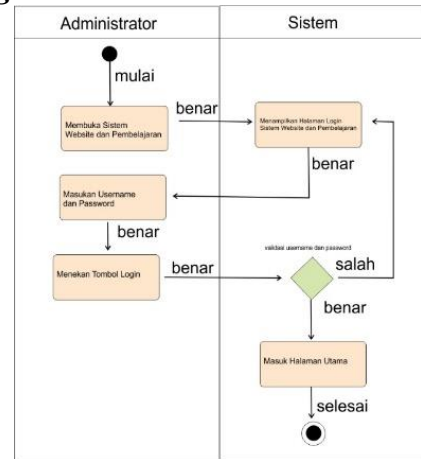 Administrator
Sistem
mulai
Membuka Sistem
Website dan Pembelajaran
benar
Menampilkan Halaman Login
Sistem Website dan Pembelajaran
benar
Masukan Username
dan Password
benar
Menekan Tombol Login
benar
validasi username dan password
salah
benar
Masuk Halaman Utama
selesai